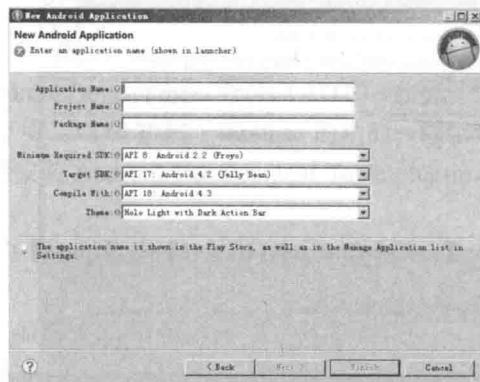 New Android Application
New Android Application
Enter an application name (shown in launcher)
Application Name:
Project Name:
Package Name:
Minimum Required SDK: API 8: Android 2.2 (Froyo)
Target SDK: API 17: Android 4.2 (Jelly Bean)
Compile With: API 18: Android 4.3
Theme: Holo Light with Dark Action Bar
The application name is shown in the Play Store, as well as in the Manage Application list in
Settings.
?
< Back
Next >
Finish
Cancel